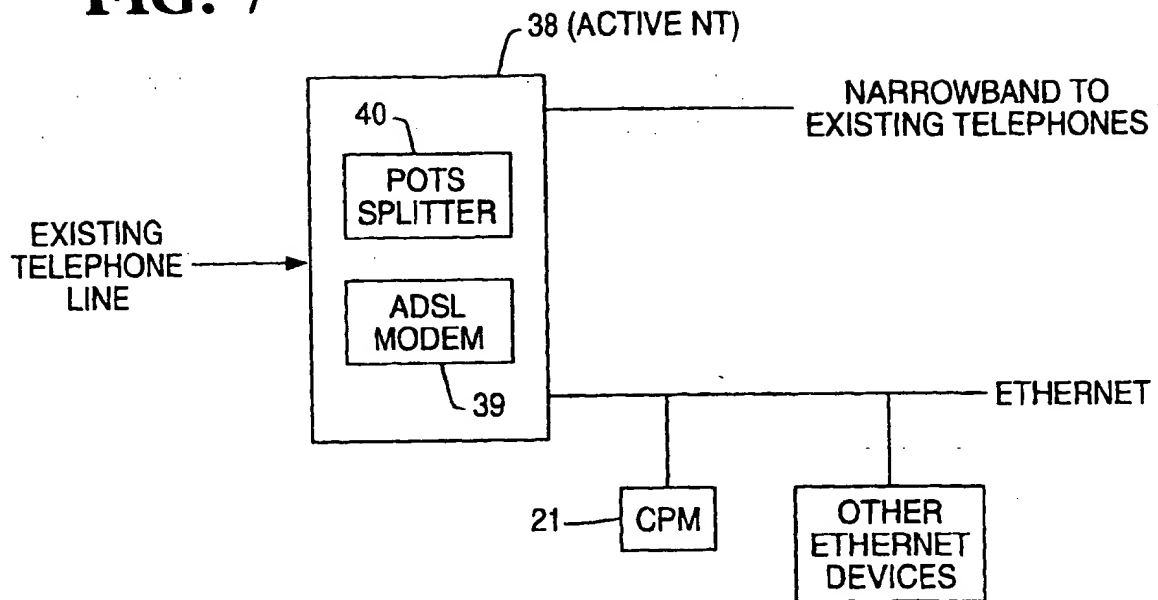 FIG. 7
38 (ACTIVE NT)
NARROWBAND TO
EXISTING TELEPHONES
40
POTS
SPLITTER
EXISTING
TELEPHONE
LINE
ADSL
MODEM
39
ETHERNET
21
CPM
OTHER
ETHERNET
DEVICES